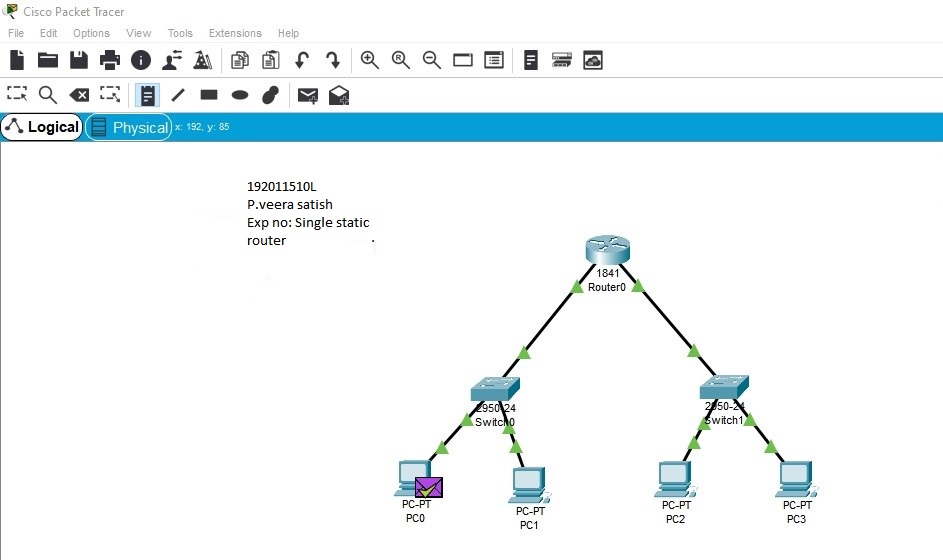 Cisco Packet Tracer
File Edit Options View Tools Extensions Help
Logical
Physical
x: 192, y: 85
192011510L
P.veera satish
Exp no: Single static
router
1841
Router0
2950-24
Switch0
2950-24
Switch1
PC-PT
PC0
PC-PT
PC1
PC-PT
PC2
PC-PT
PC3